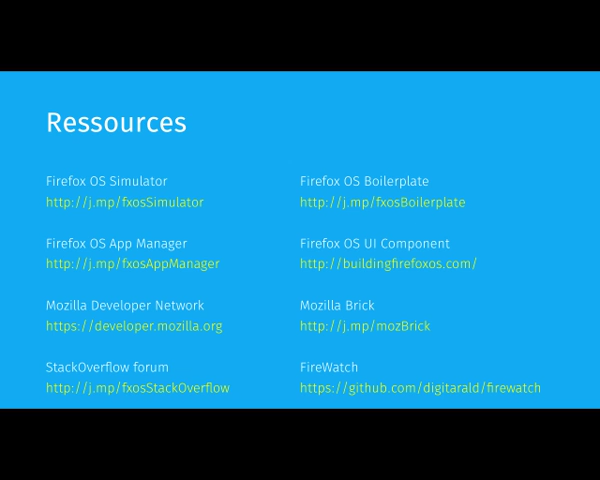 Ressources
Firefox OS Simulator
http://j.mp/fxosSimulator
Firefox OS App Manager
http://j.mp/fxosAppManager
Mozilla Developer Network
https://developer.mozilla.org
StackOverflow forum
http://j.mp/fxosStackOverflow
Firefox OS Boilerplate
http://j.mp/fxosBoilerplate
Firefox OS UI Component
http://buildingfirefoxos.com/
Mozilla Brick
http://j.mp/mozBrick
FireWatch
https://github.com/digitarald/firewatch